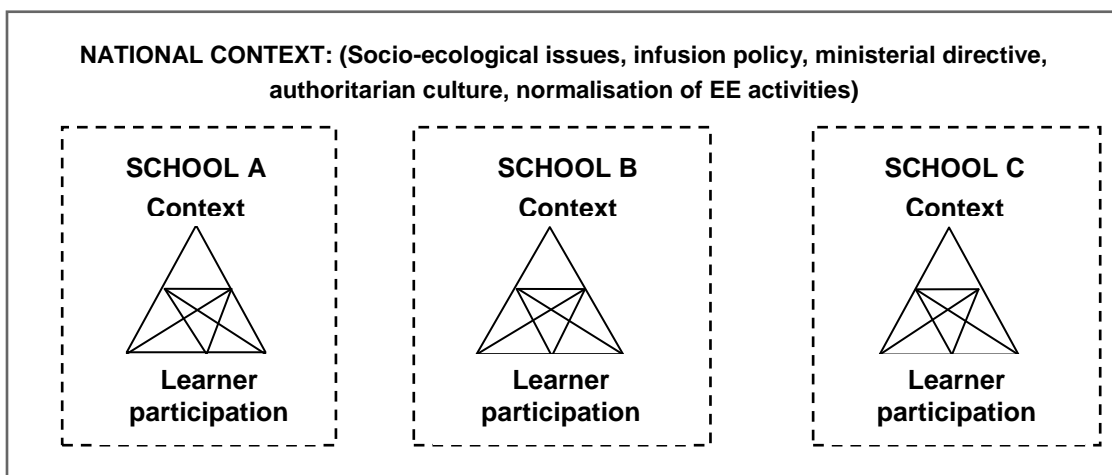 NATIONAL CONTEXT: (Socio-ecological issues, infusion policy, ministerial directive,
authoritarian culture, normalisation of EE activities)
SCHOOL A
Context
Learner
participation
SCHOOL B
Context
Learner
participation
SCHOOL C
Context
Learner
participation